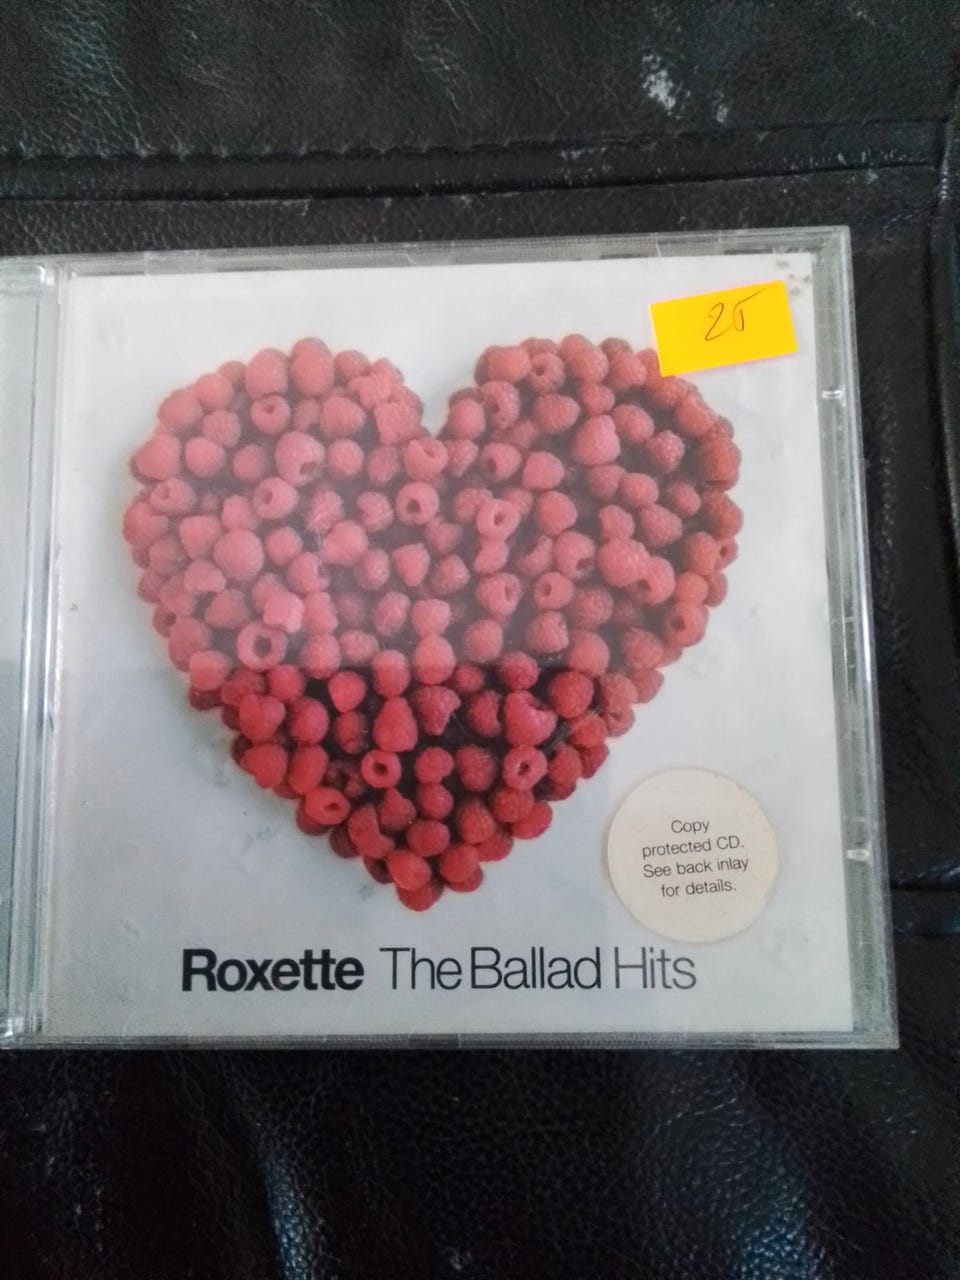 25
Copy
protected CD.
See back inlay
for details.
Roxette The Ballad Hits